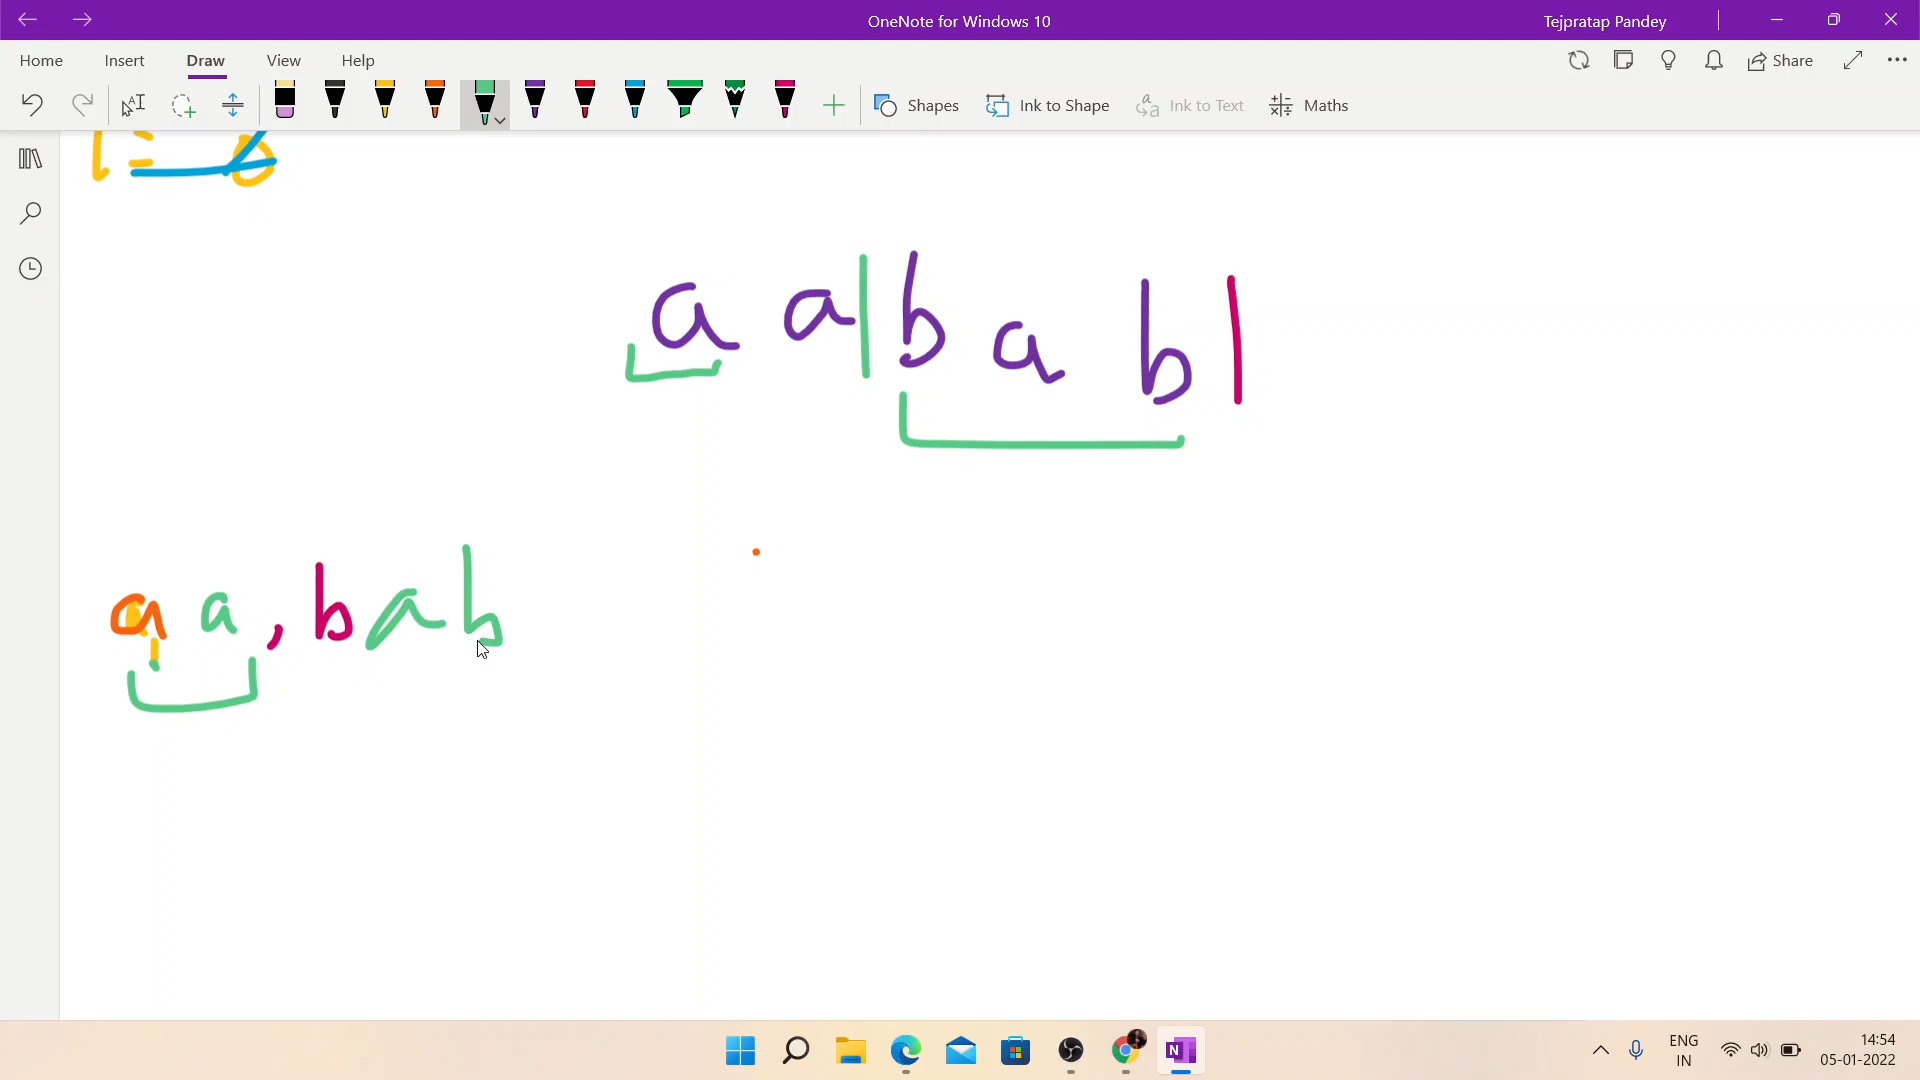 OneNote for Windows 10
Tejpratap Pandey
Home Insert Draw View Help
Share
Shapes Ink to Shape Ink to Text Maths
a a | b a b |
a a , b a b
ENG
IN
14:54
05-01-2022